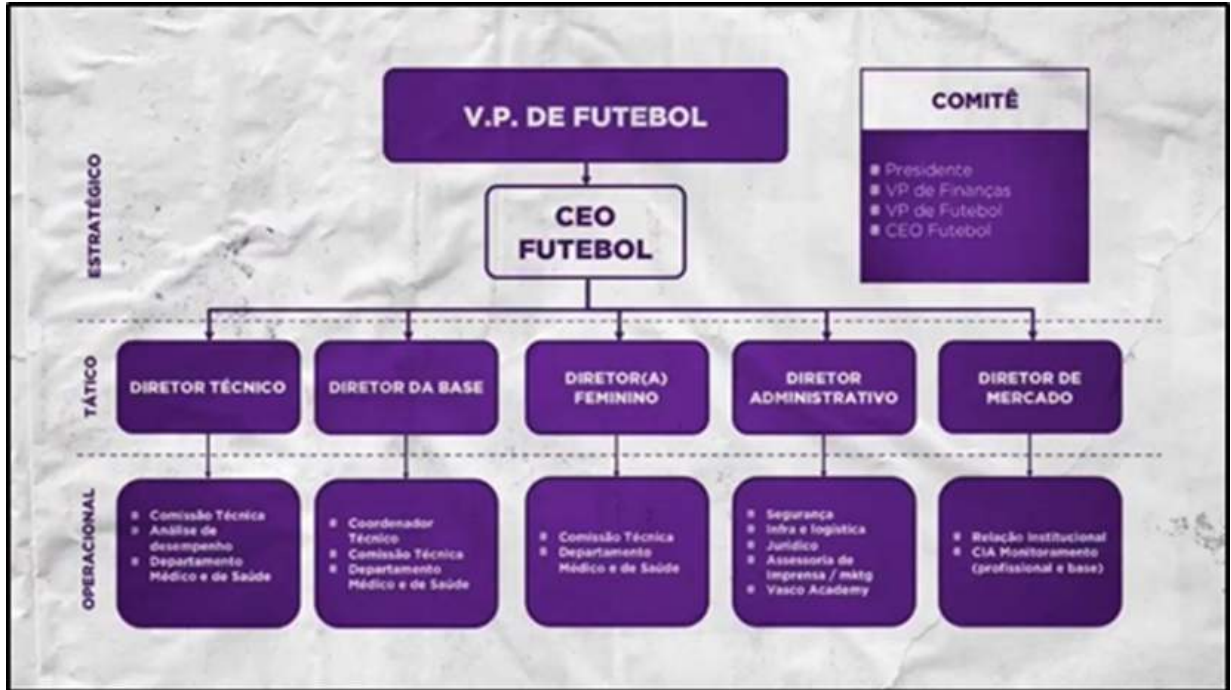 V.P. DE FUTEBOL
COMITÊ
Presidente
VP de Finanças
VP de Futebol
CEO Futebol
ESTRATÉGICO
CEO
FUTEBOL
TÁTICO
DIRETOR TÉCNICO
DIRETOR DA BASE
DIRETOR(A)
FEMININO
DIRETOR
ADMINISTRATIVO
DIRETOR DE
MERCADO
OPERACIONAL
Comissão Técnica
Análise de
desempenho
Departamento
Médico e de Saúde
Coordenador
Técnico
Comissão Técnica
Departamento
Médico e de Saúde
Comissão Técnica
Departamento
Médico e de Saúde
Segurança
Infra e logística
Jurídico
Assessoria de
Imprensa / mktg
Vasco Academy
Relação Institucional
CIA Monitoramento
(profissional e base)